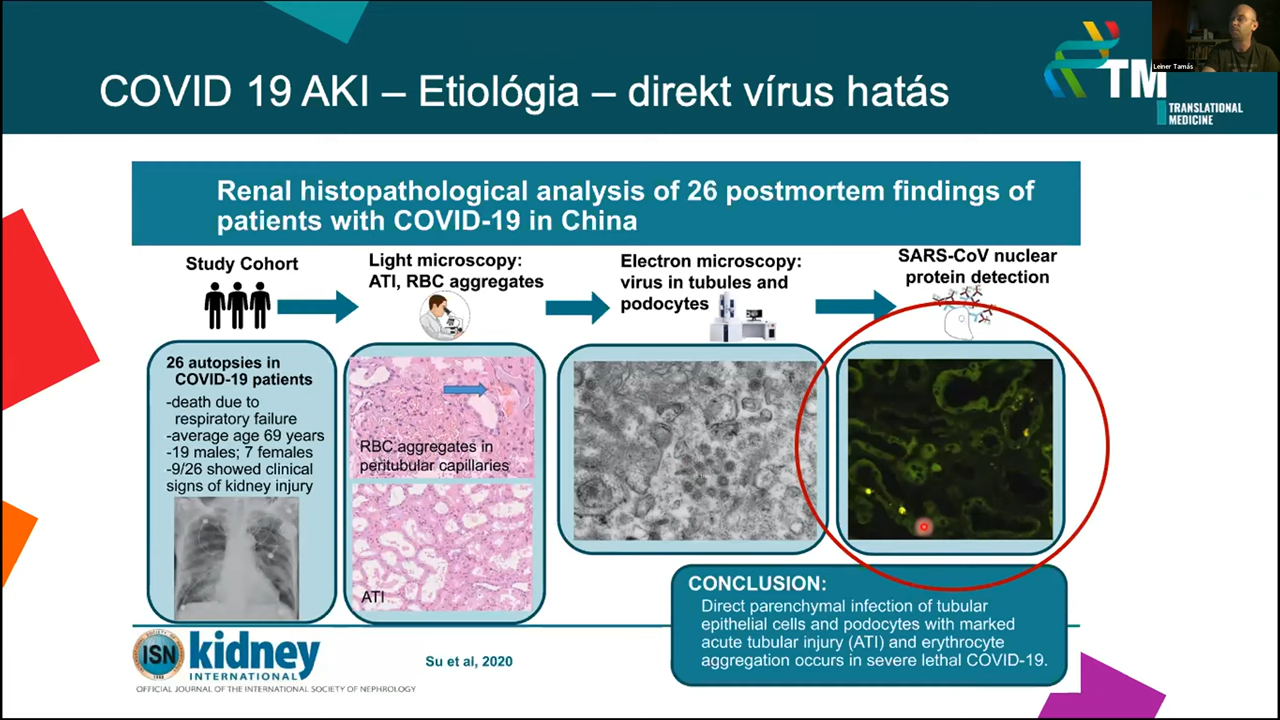 Leiner Tamás
COVID 19 AKI – Etiológia – direkt vírus hatás
TM
TRANSLATIONAL
MEDICINE
Renal histopathological analysis of 26 postmortem findings of
patients with COVID-19 in China
Study Cohort
Light microscopy:
ATI, RBC aggregates
Electron microscopy:
virus in tubules and
podocytes
SARS-CoV nuclear
protein detection
26 autopsies in
COVID-19 patients
-death due to
respiratory failure
-average age 69 years
-19 males; 7 females
-9/26 showed clinical
signs of kidney injury
RBC aggregates in
peritubular capillaries
ATI
CONCLUSION:
Direct parenchymal infection of tubular
epithelial cells and podocytes with marked
acute tubular injury (ATI) and erythrocyte
aggregation occurs in severe lethal COVID-19.
ISN
kidney
INTERNATIONAL
OFFICIAL JOURNAL OF THE INTERNATIONAL SOCIETY OF NEPHROLOGY
Su et al, 2020